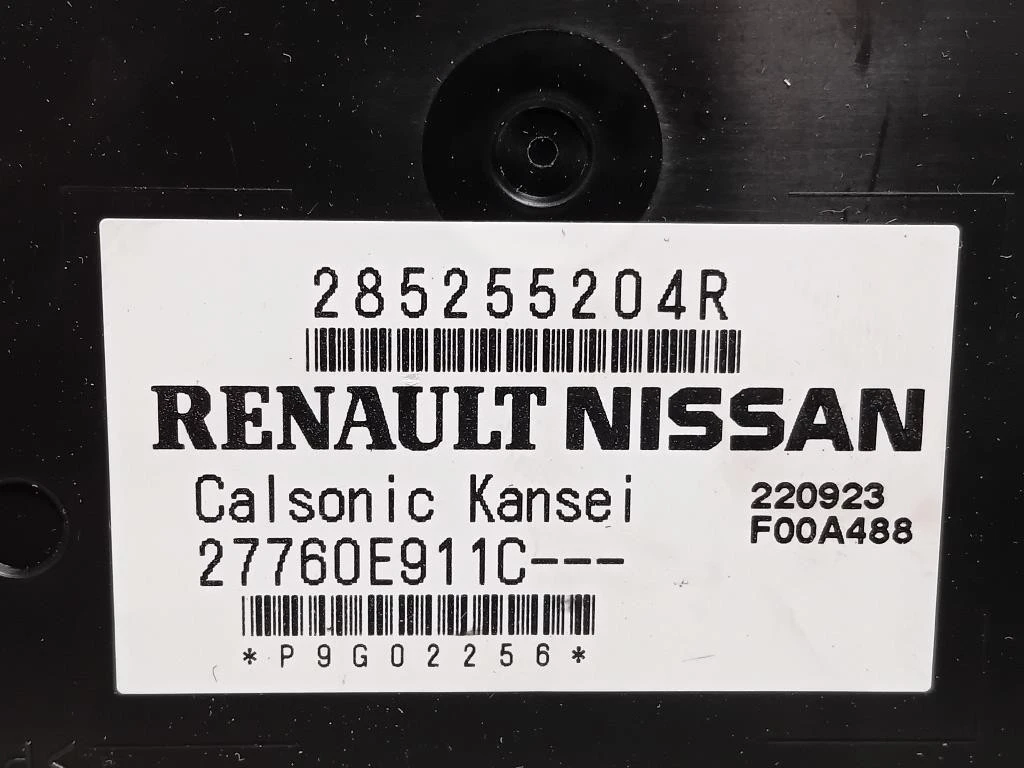 285255204R
RENAULT NISSAN
Calsonic Kansei
220923
F00A488
27760E911C---
*P9G02256*